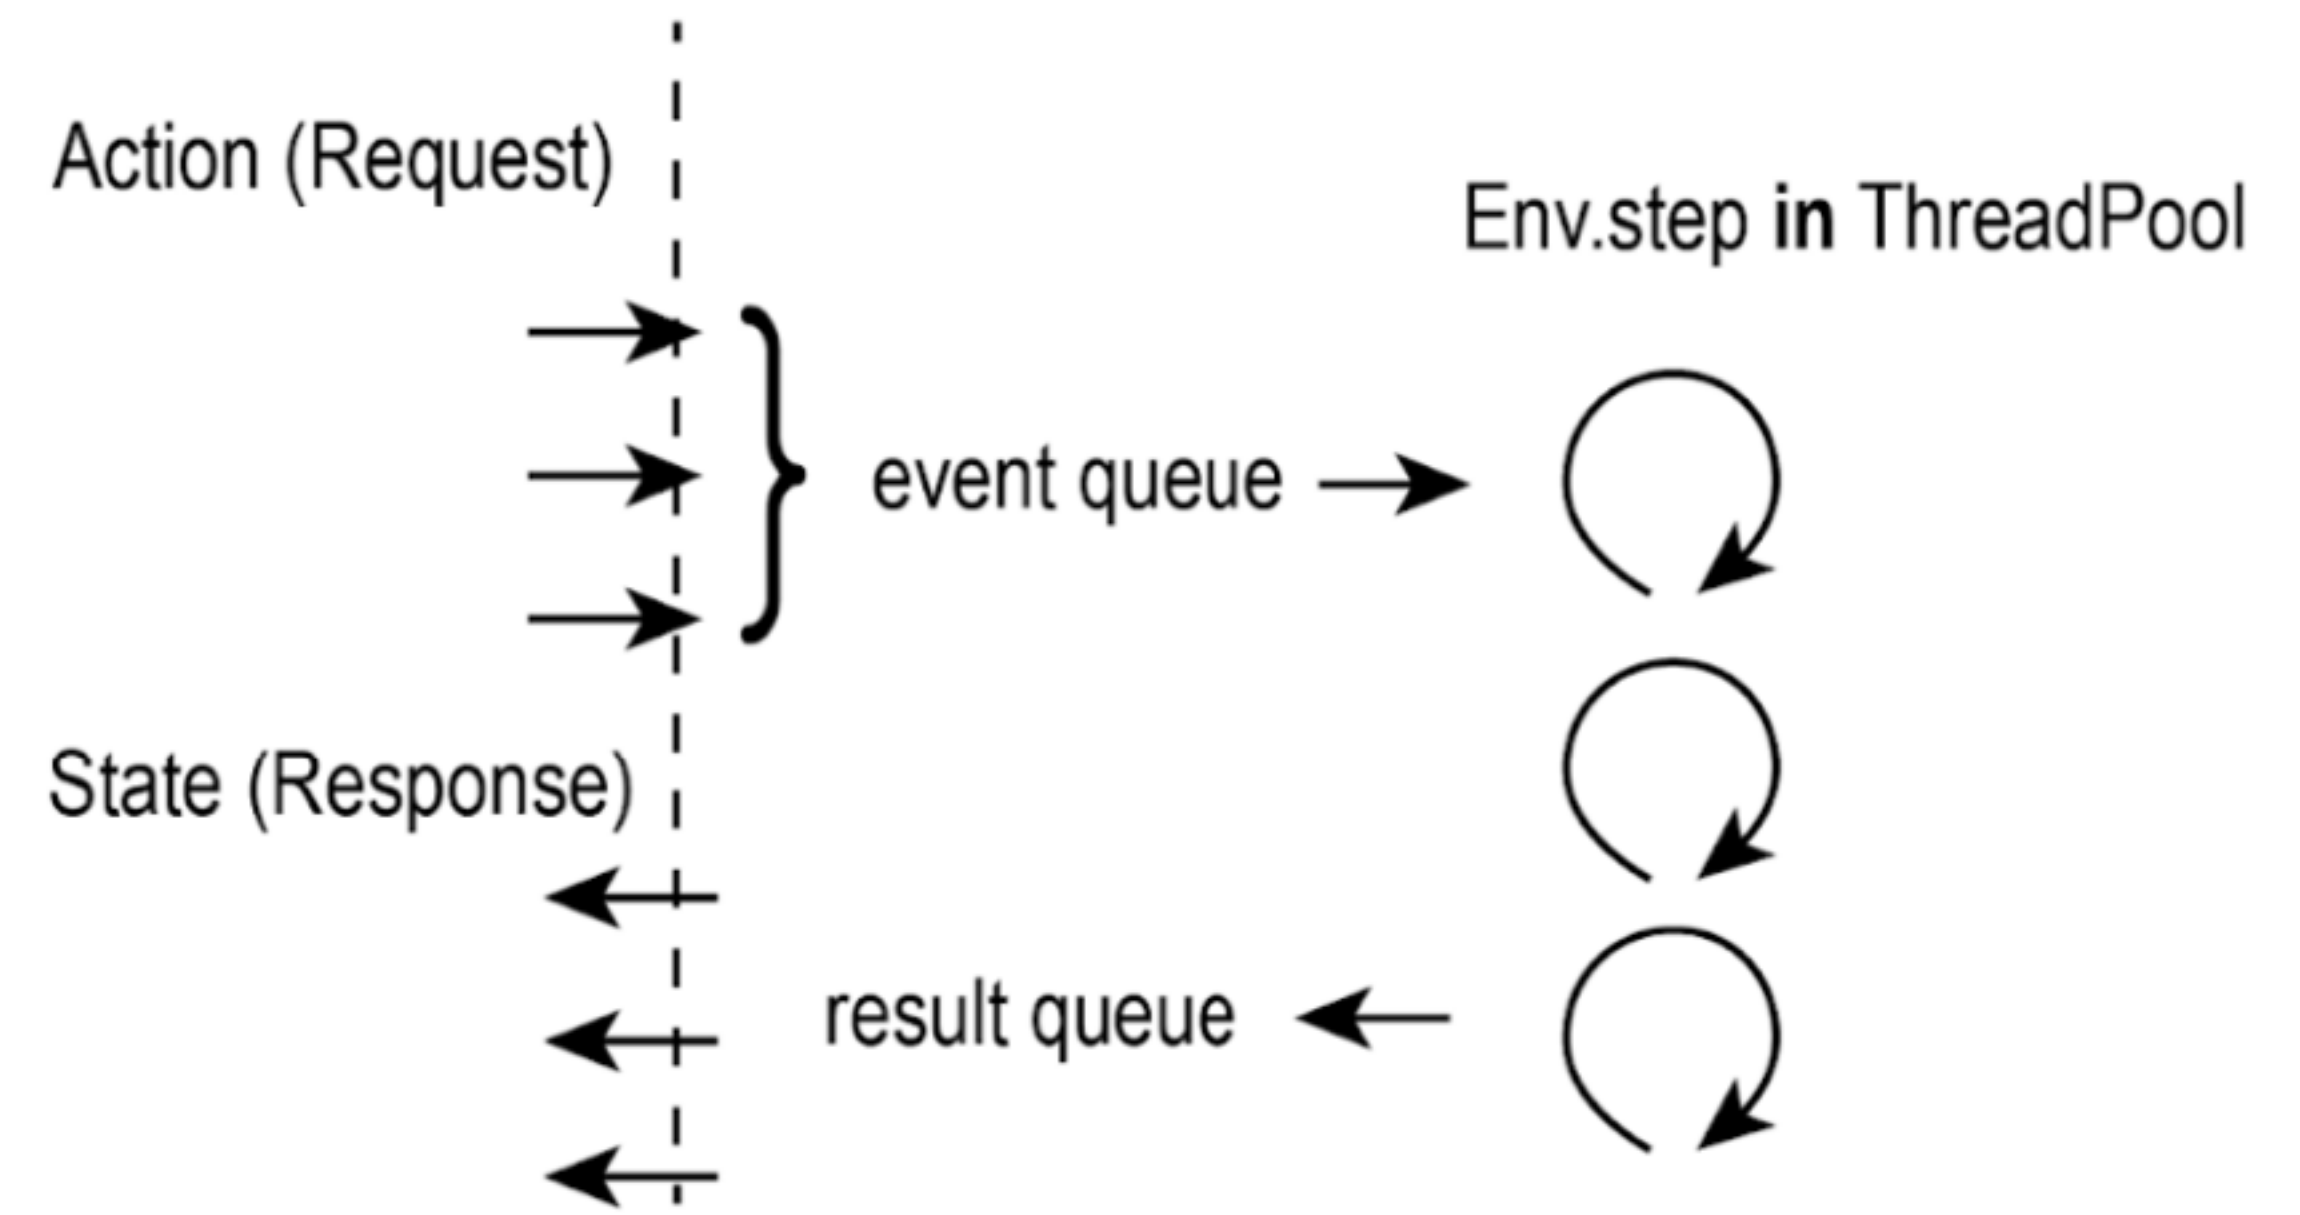 Action (Request)
Env.step in ThreadPool
event queue
State (Response)
result queue